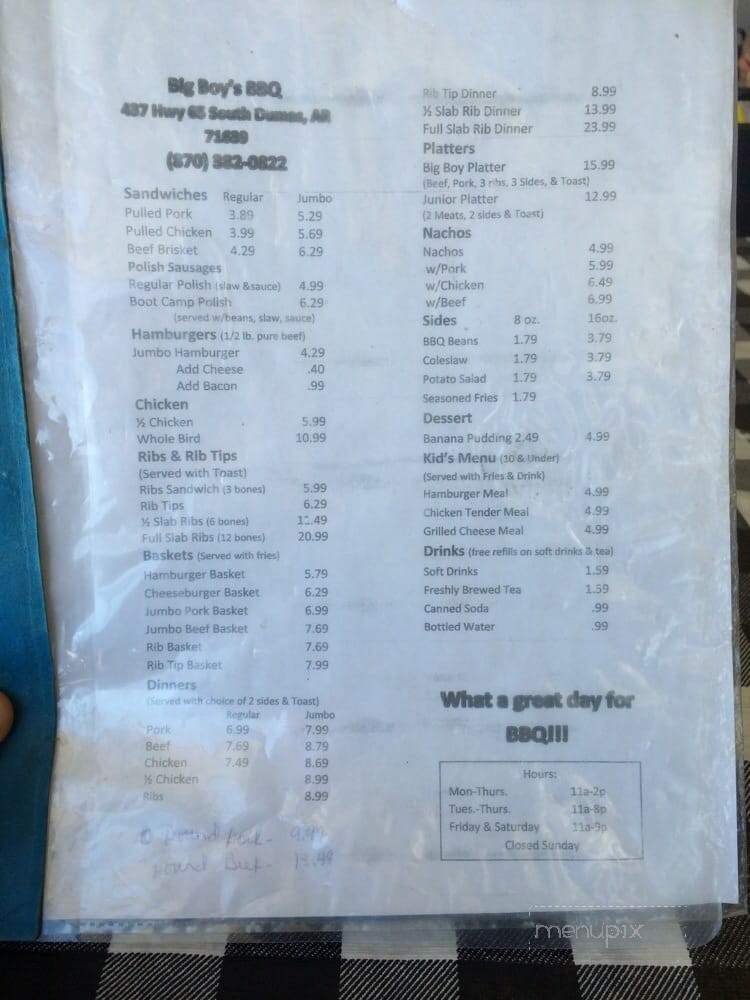 Big Boy's BBQ
437 Hwy 65 South Dumas, AR
71639
(870) 382-0822
Sandwiches Regular Jumbo
Pulled Pork 3.89 5.29
Pulled Chicken 3.99 5.69
Beef Brisket 4.29 6.29
Polish Sausages
Regular Polish (slaw &sauce) 4.99
Boot Camp Polish 6.29
(served w/beans, slaw, sauce)
Hamburgers (1/2 lb. pure beef)
Jumbo Hamburger 4.29
Add Cheese .40
Add Bacon .99
Chicken
½ Chicken 5.99
Whole Bird 10.99
Ribs & Rib Tips
(Served with Toast)
Ribs Sandwich (3 bones) 5.99
Rib Tips 6.29
½ Slab Ribs (6 bones)
Full Slab Ribs (12 bones) 20.99
Baskets (Served with fries)
Hamburger Basket 5.79
Cheeseburger Basket 6.29
Jumbo Pork Basket 6.99
Jumbo Beef Basket 7.69
Rib Basket 7.69
Rib Tip Basket 7.99
Dinners
(Served with choice of 2 sides & Toast)
Regular Jumbo
Pork 6.99 7.99
Beef 7.69 8.79
Chicken 7.49 8.69
½ Chicken 8.99
Ribs 8.99
pound Pork-
pound Beef- 13.49
Rib Tip Dinner 8.99
½ Slab Rib Dinner 13.99
Full Slab Rib Dinner 23.99
Platters
Big Boy Platter 15.99
(Beef, Pork, 3 ribs, 3 Sides, & Toast)
Junior Platter 12.99
(2 Meats, 2 sides & Toast)
Nachos
Nachos 4.99
w/Pork 5.99
w/Chicken 6.49
w/Beef 6.99
Sides 8 oz. 16oz.
BBQ Beans 1.79 3.79
Coleslaw 1.79 3.79
Potato Salad 1.79 3.79
Seasoned Fries 1.79
Dessert
Banana Pudding 2.49 4.99
Kid's Menu (10 & Under)
(Served with Fries & Drink)
Hamburger Meal 4.99
Chicken Tender Meal 4.99
Grilled Cheese Meal 4.99
Drinks (free refills on soft drinks & tea)
Soft Drinks 1.59
Freshly Brewed Tea 1.59
Canned Soda .99
Bottled Water .99
What a great day for
BBQ!!!
Hours:
Mon-Thurs. 11a-2p
Tues.-Thurs. 11a-8p
Friday & Saturday 11a-9p
Closed Sunday
menupix